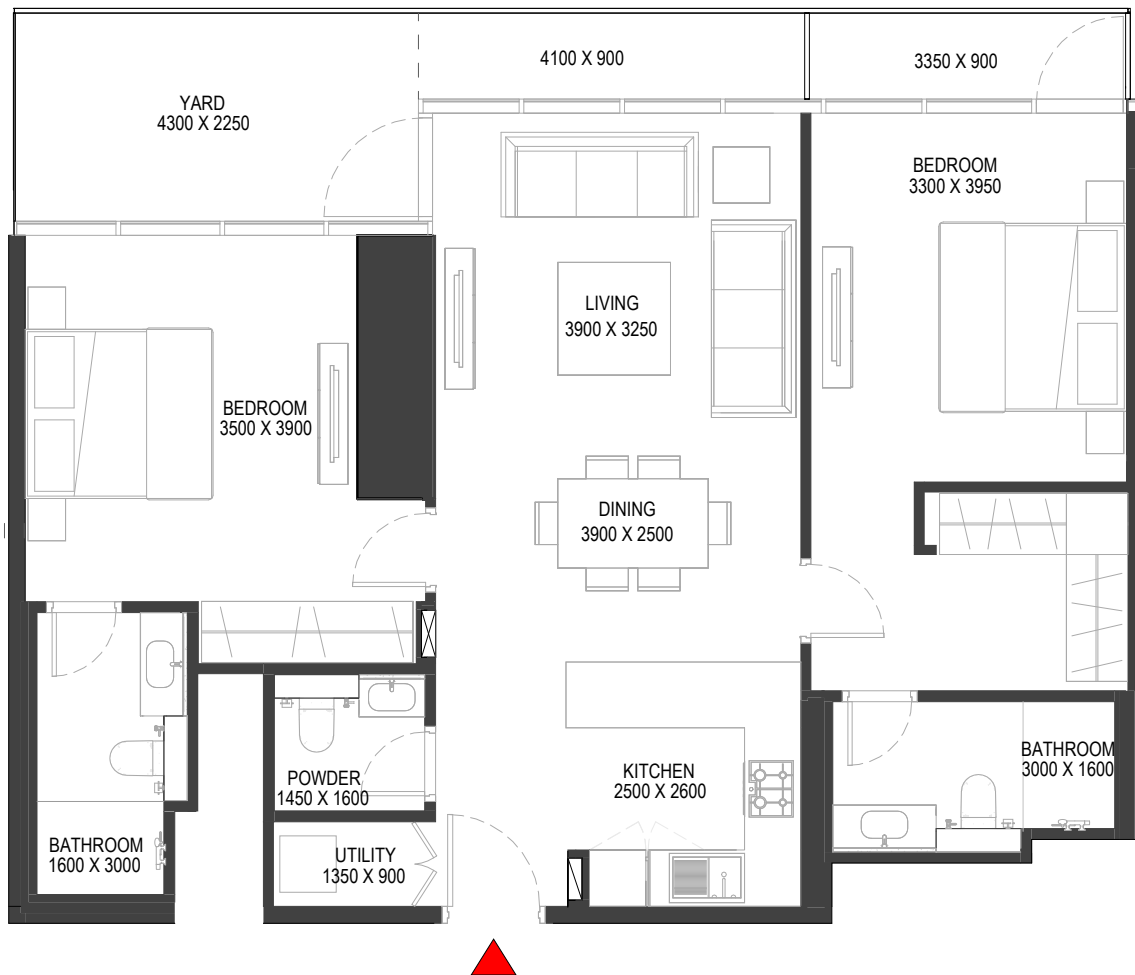 4100 X 900
3350 X 900
YARD
4300 X 2250
BEDROOM
3300 X 3950
LIVING
3900 X 3250
BEDROOM
3500 X 3900
DINING
3900 X 2500
POWDER
1450 X 1600
KITCHEN
2500 X 2600
BATHROOM
3000 X 1600
BATHROOM
1600 X 3000
UTILITY
1350 X 900